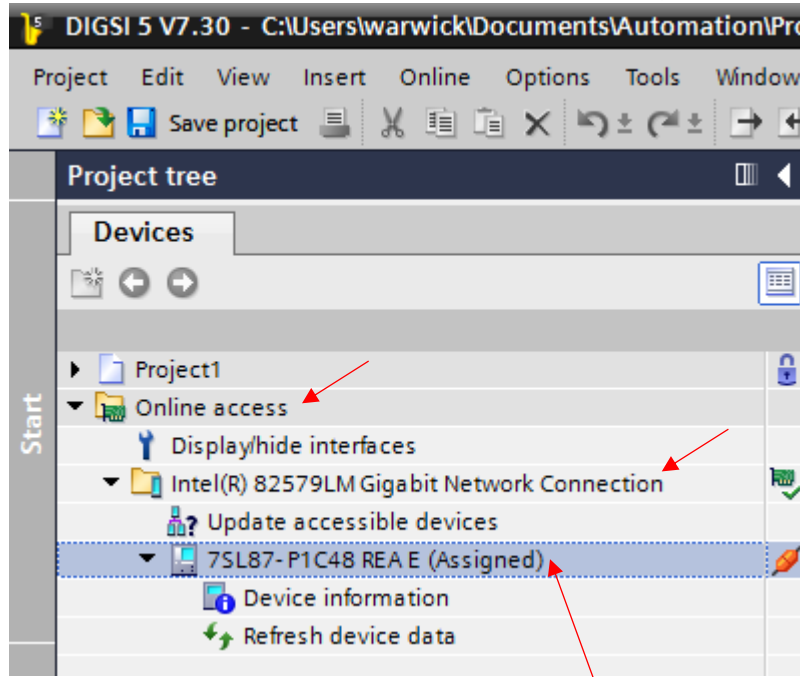 DIGSI 5 V7.30 - C:\Users\warwick\Documents\Automation\Pro
Project Edit View Insert Online Options Tools Window
Save project
Project tree
Devices
Start
Project1
Online access
Display/hide interfaces
Intel(R) 82579LM Gigabit Network Connection
Update accessible devices
7SL87- P1C48 REA E (Assigned)
Device information
Refresh device data